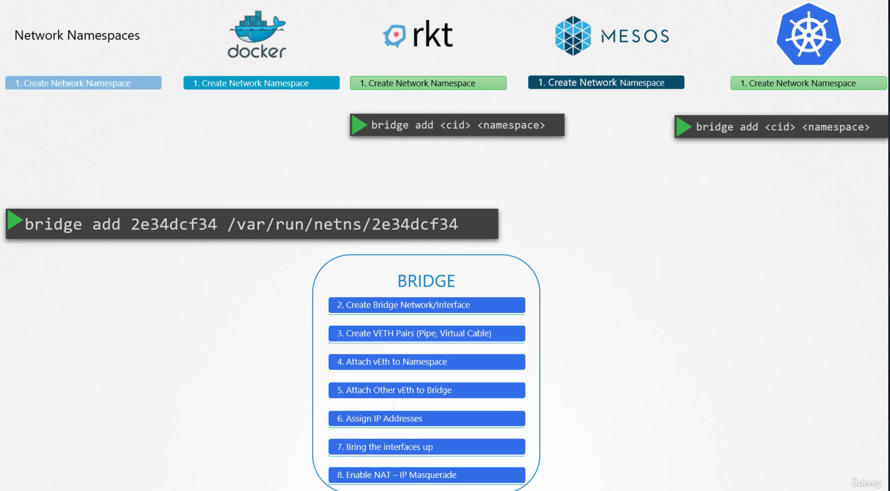 Network Namespaces
docker
rkt
MESOS
1. Create Network Namespace
1. Create Network Namespace
1. Create Network Namespace
1. Create Network Namespace
1. Create Network Namespace
bridge add <cid> <namespace>
bridge add <cid> <namespace>
bridge add 2e34dcf34 /var/run/netns/2e34dcf34
BRIDGE
2. Create Bridge Network/Interface
3. Create VETH Pairs (Pipe, Virtual Cable)
4. Attach vEth to Namespace
5. Attach Other vEth to Bridge
6. Assign IP Addresses
7. Bring the interfaces up
8. Enable NAT – IP Masquerade
ûdemy